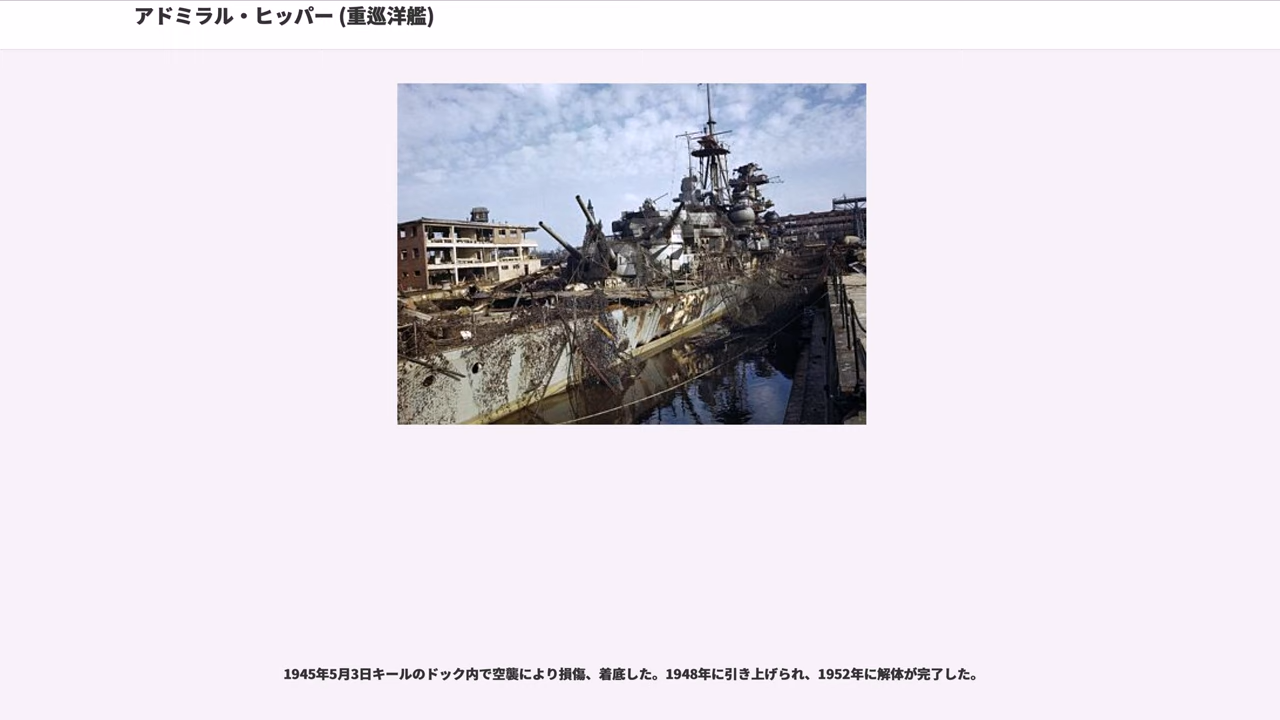 アドミラル・ヒッパー (重巡洋艦)
1945年5月3日キールのドック内で空襲により損傷、着底した。1948年に引き上げられ、1952年に解体が完了した。